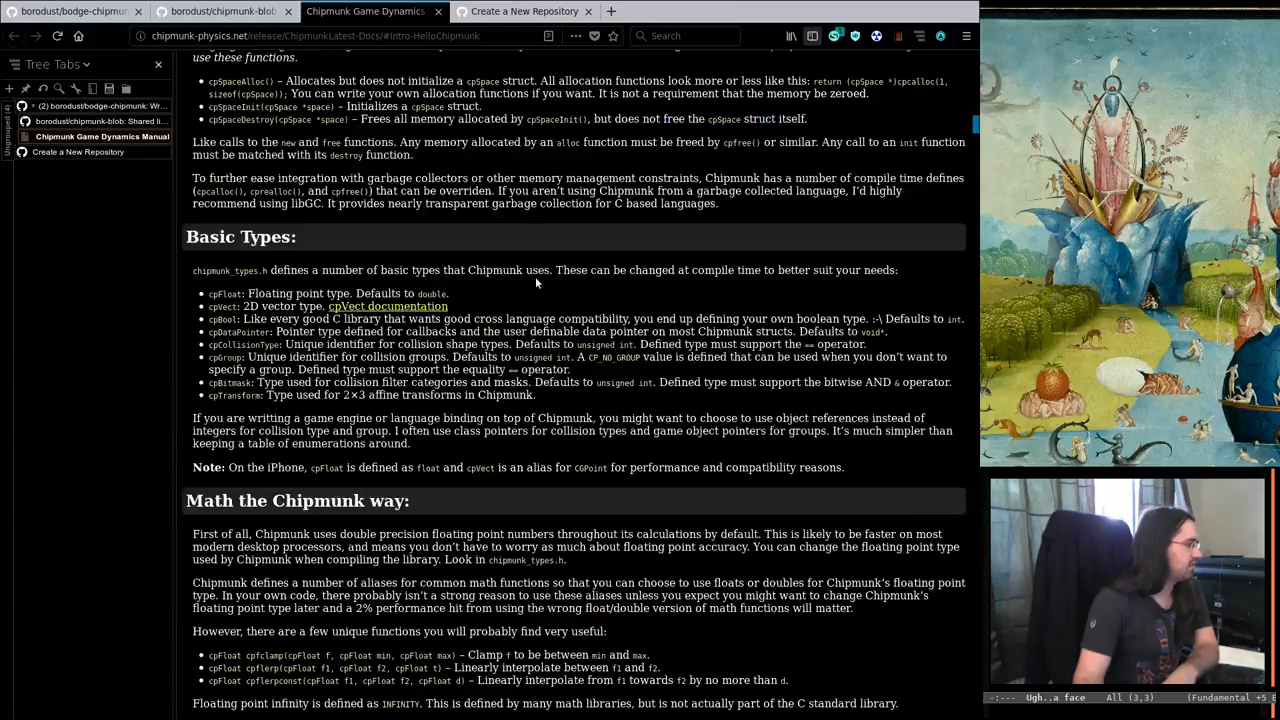 borodust/bodge-chipmun
borodust/chipmunk-blob
Chipmunk Game Dynamics
Create a New Repository
chipmunk-physics.net/release/ChipmunkLatest-Docs/#Intro-HelloChipmunk
Search
Tree Tabs
Ungrouped (4)
(2) borodust/bodge-chipmunk: Wr...
borodust/chipmunk-blob: Shared li...
Chipmunk Game Dynamics Manual
Create a New Repository
use these functions.
cpSpaceAlloc() – Allocates but does not initialize a cpSpace struct. All allocation functions look more or less like this: return (cpSpace *)cpcalloc(1,
sizeof(cpSpace)); You can write your own allocation functions if you want. It is not a requirement that the memory be zeroed.
cpSpaceInit(cpSpace *space) – Initializes a cpSpace struct.
cpSpaceDestroy(cpSpace *space) – Frees all memory allocated by cpSpaceInit(), but does not free the cpSpace struct itself.
Like calls to the new and free functions. Any memory allocated by an alloc function must be freed by cpfree() or similar. Any call to an init function
must be matched with its destroy function.
To further ease integration with garbage collectors or other memory management constraints, Chipmunk has a number of compile time defines
(cpcalloc(), cprealloc(), and cpfree()) that can be overriden. If you aren't using Chipmunk from a garbage collected language, I'd highly
recommend using libGC. It provides nearly transparent garbage collection for C based languages.
Basic Types:
chipmunk_types.h defines a number of basic types that Chipmunk uses. These can be changed at compile time to better suit your needs:
cpFloat: Floating point type. Defaults to double.
cpVect: 2D vector type. cpVect documentation
cpBool: Like every good C library that wants good cross language compatibility, you end up defining your own boolean type. :-\ Defaults to int.
cpDataPointer: Pointer type defined for callbacks and the user definable data pointer on most Chipmunk structs. Defaults to void*.
cpCollisionType: Unique identifier for collision shape types. Defaults to unsigned int. Defined type must support the == operator.
cpGroup: Unique identifier for collision groups. Defaults to unsigned int. A CP_NO_GROUP value is defined that can be used when you don't want to
specify a group. Defined type must support the equality == operator.
cpBitmask: Type used for collision filter categories and masks. Defaults to unsigned int. Defined type must support the bitwise AND & operator.
cpTransform: Type used for 2×3 affine transforms in Chipmunk.
If you are writting a game engine or language binding on top of Chipmunk, you might want to choose to use object references instead of
integers for collision type and group. I often use class pointers for collision types and game object pointers for groups. It's much simpler than
keeping a table of enumerations around.
Note: On the iPhone, cpFloat is defined as float and cpVect is an alias for CGPoint for performance and compatibility reasons.
Math the Chipmunk way:
First of all, Chipmunk uses double precision floating point numbers throughout its calculations by default. This is likely to be faster on most
modern desktop processors, and means you don't have to worry as much about floating point accuracy. You can change the floating point type
used by Chipmunk when compiling the library. Look in chipmunk_types.h.
Chipmunk defines a number of aliases for common math functions so that you can choose to use floats or doubles for Chipmunk's floating point
type. In your own code, there probably isn't a strong reason to use these aliases unless you expect you might want to change Chipmunk's
floating point type later and a 2% performance hit from using the wrong float/double version of math functions will matter.
However, there are a few unique functions you will probably find very useful:
cpFloat cpfclamp(cpFloat f, cpFloat min, cpFloat max) – Clamp f to be between min and max.
cpFloat cpflerp(cpFloat f1, cpFloat f2, cpFloat t) – Linearly interpolate between f1 and f2.
cpFloat cpflerpconst(cpFloat f1, cpFloat f2, cpFloat d) – Linearly interpolate from f1 towards f2 by no more than d.
Floating point infinity is defined as INFINITY. This is defined by many math libraries, but is not actually part of the C standard library.
-:--- Ugh..a face All (3,3) (Fundamental +5